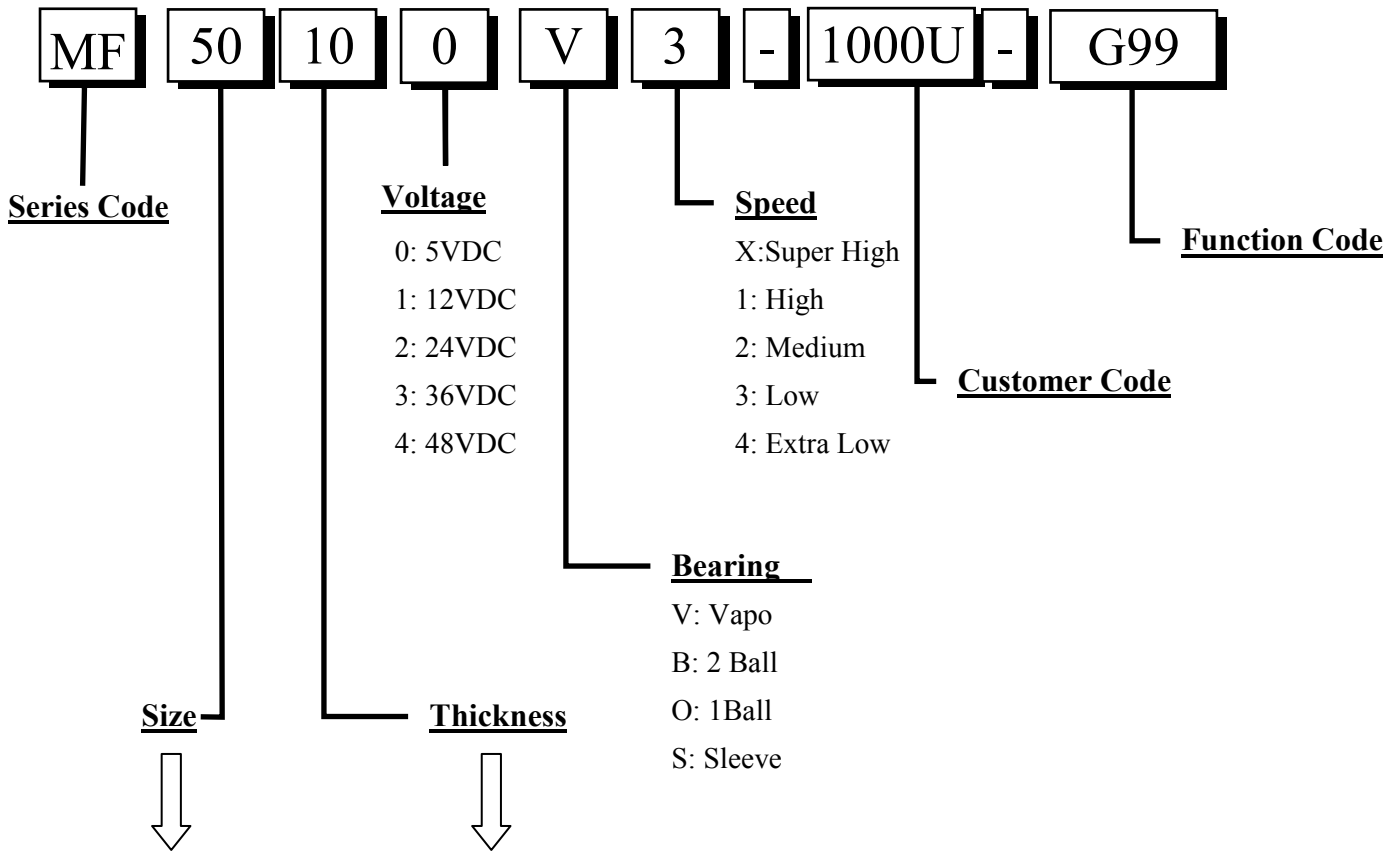 MF 50 10 0 V 3 - 1000U - G99
Series Code
Voltage
0: 5VDC
1: 12VDC
2: 24VDC
3: 36VDC
4: 48VDC
Speed
X:Super High
1: High
2: Medium
3: Low
4: Extra Low
Function Code
Customer Code
Bearing
V: Vapo
B: 2 Ball
O: 1Ball
S: Sleeve
Size
Thickness